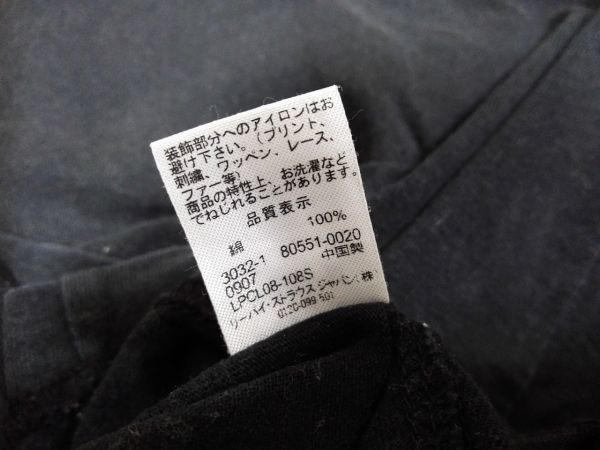 装飾部分へのアイロンはお
避け下さい。(プリント、
刺繍、ワッペン、レース、
ファー等)
商品の特性上、お洗濯など
でねじれることがあります。
品質表示
綿 100%
3032-1 80551-0020
0907 中国製
LPCL08-108S
リーバイ・ストラウス ジャパン(株
0120-099-501